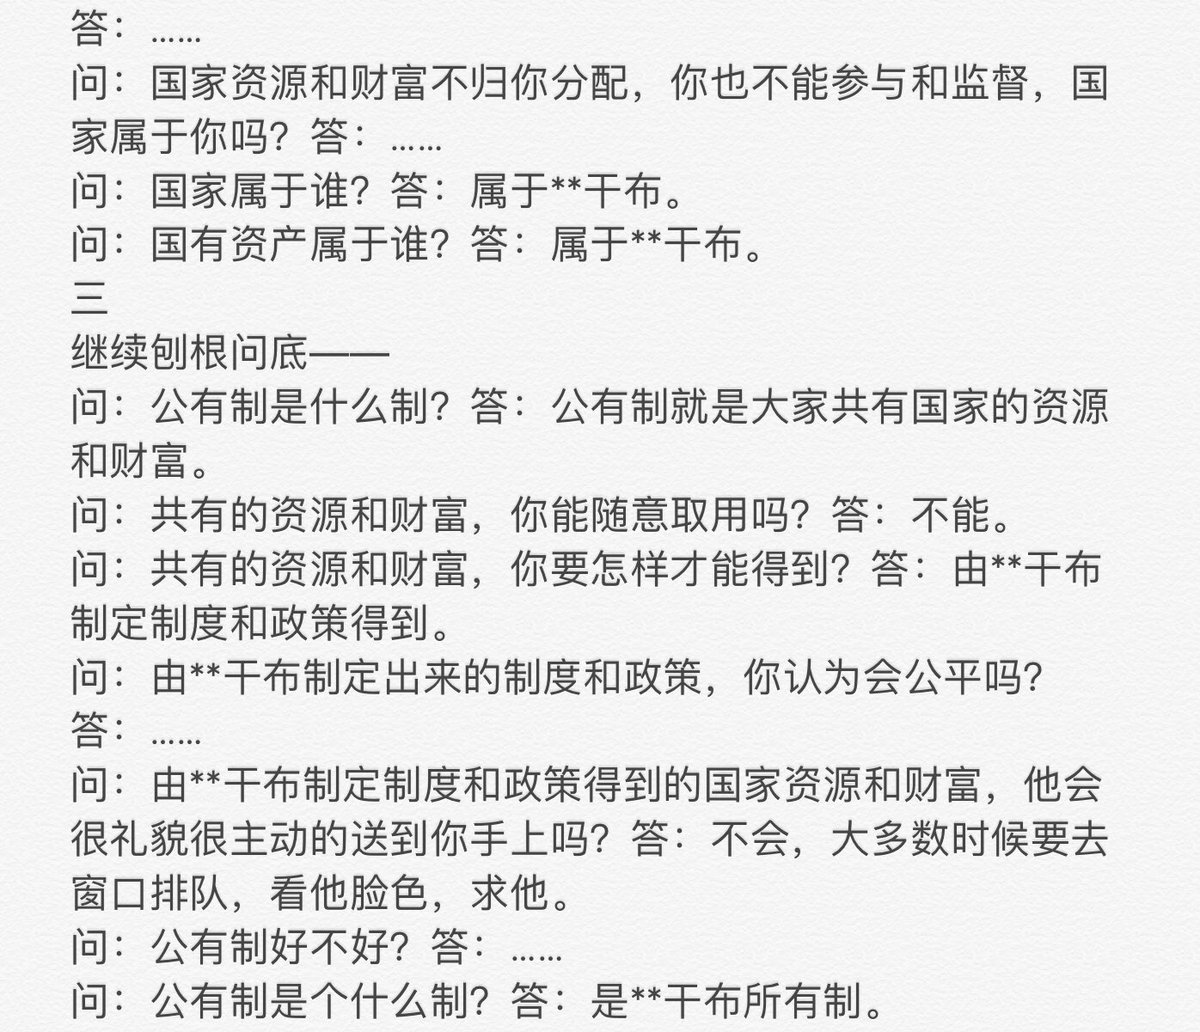 答：……
问：国家资源和财富不归你分配，你也不能参与和监督，国
家属于你吗？答：……
问：国家属于谁？答：属于**干布。
问：国有资产属于谁？答：属于**干布。
三
继续刨根问底——
问：公有制是什么制？答：公有制就是大家共有国家的资源
和财富。
问：共有的资源和财富，你能随意取用吗？答：不能。
问：共有的资源和财富，你要怎样才能得到？答：由**干布
制定制度和政策得到。
问：由**干布制定出来的制度和政策，你认为会公平吗？
答：……
问：由**干布制定制度和政策得到的国家资源和财富，他会
很礼貌很主动的送到你手上吗？答：不会，大多数时候要去
窗口排队，看他脸色，求他。
问：公有制好不好？答：……
问：公有制是个什么制？答：是**干布所有制。